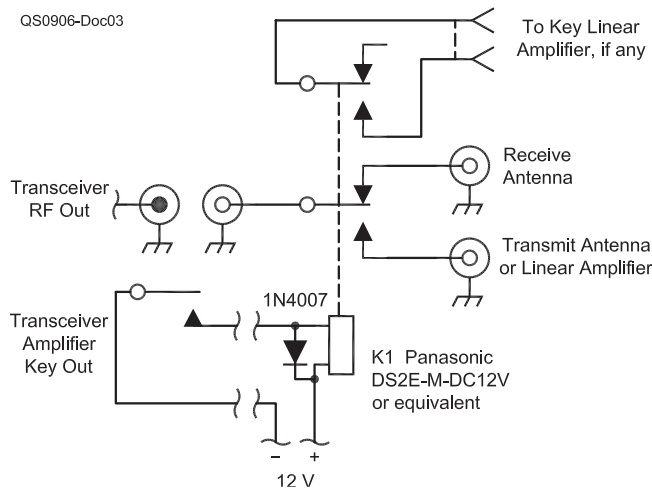 QS0906-Doc03
To Key Linear
Amplifier, if any
Receive
Antenna
Transceiver
RF Out
Transmit Antenna
or Linear Amplifier
1N4007
Transceiver
Amplifier
Key Out
K1 Panasonic
DS2E-M-DC12V
or equivalent
– +
12 V